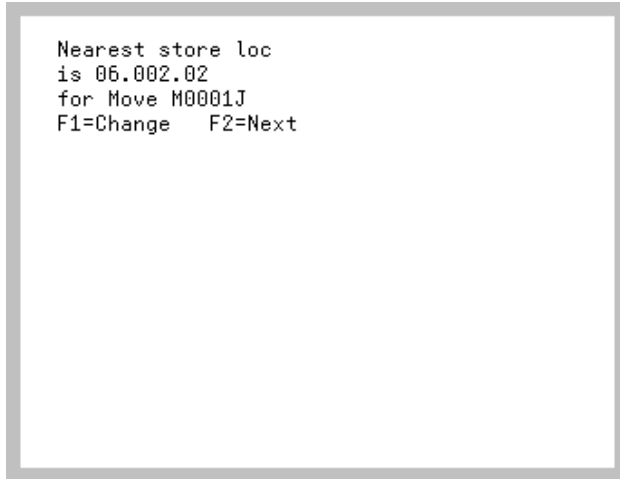 Nearest store loc
is 06.002.02
for Move M0001J
F1=Change   F2=Next